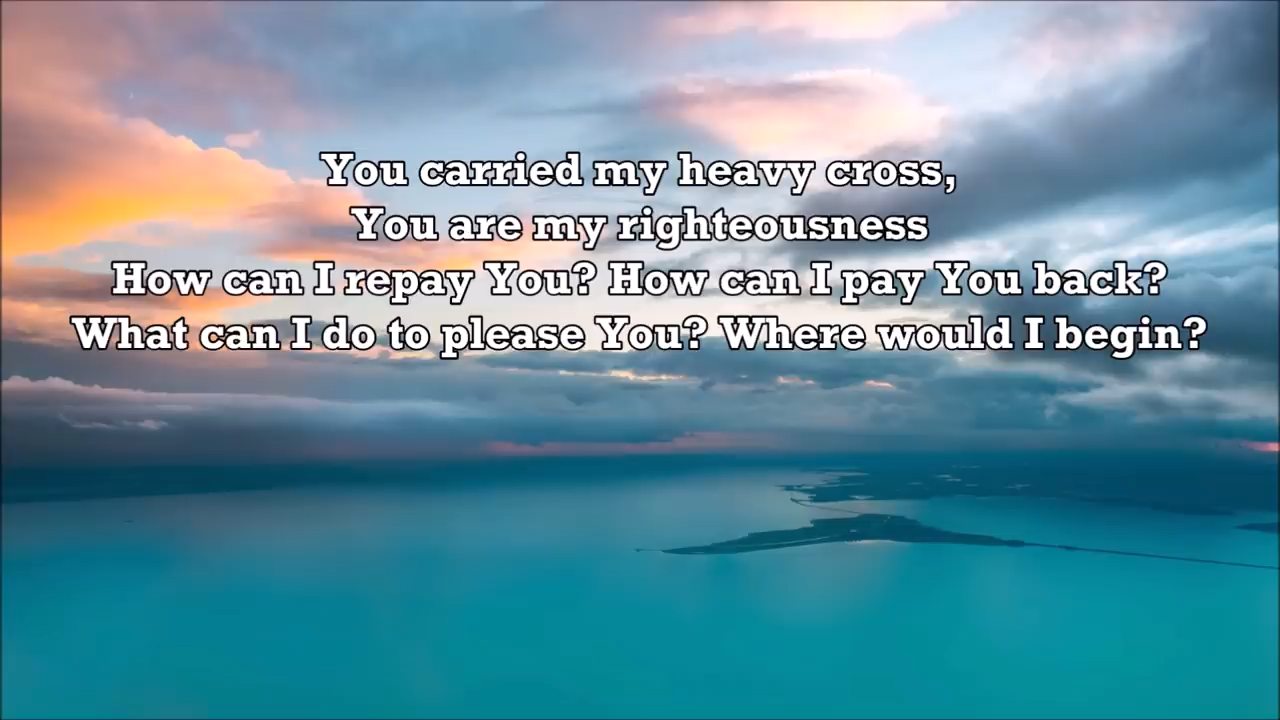 You carried my heavy cross,
You are my righteousness
How can I repay You? How can I pay You back?
What can I do to please You? Where would I begin?